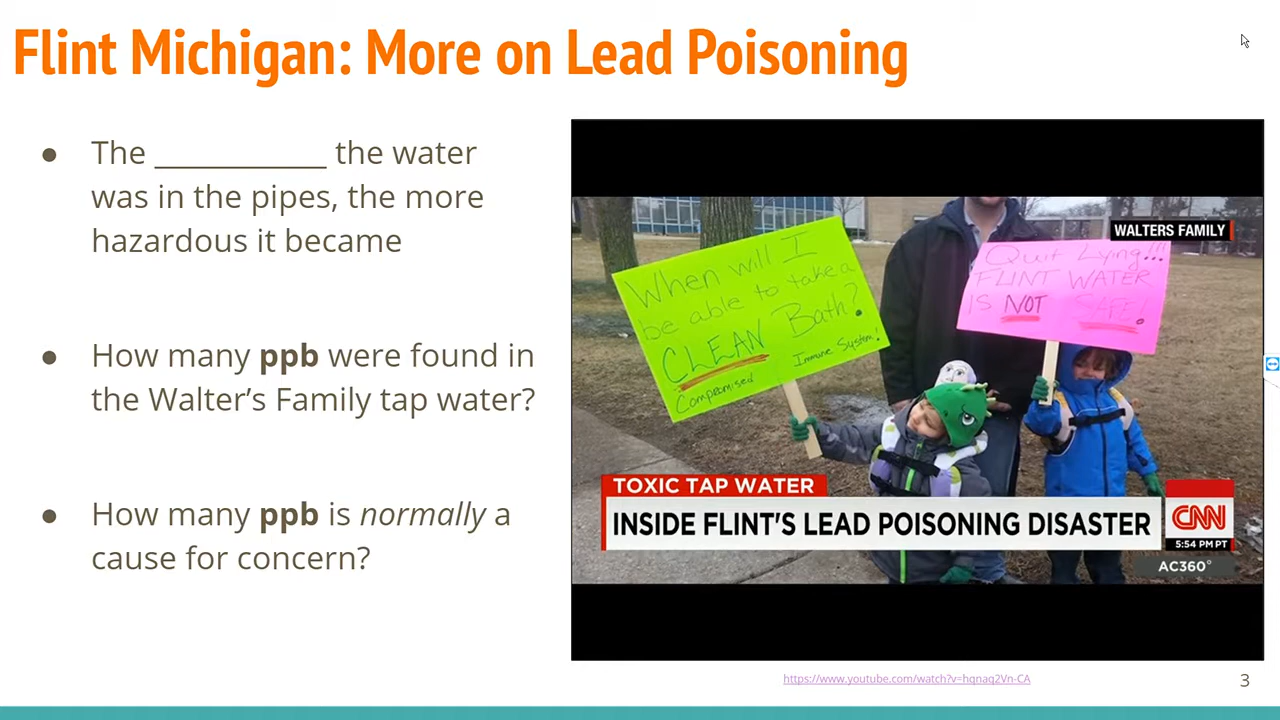 Flint Michigan: More on Lead Poisoning
● The ____________ the water
was in the pipes, the more
hazardous it became
● How many ppb were found in
the Walter's Family tap water?
● How many ppb is normally a
cause for concern?
When will I
be able to take a
CLEAN Bath?
Compromised Immune System!
Quit Lying!!!
FLINT WATER
IS NOT SAFE!
WALTERS FAMILY
TOXIC TAP WATER
INSIDE FLINT'S LEAD POISONING DISASTER
CNN
5:54 PM PT
AC360°
https://www.youtube.com/watch?v=hqnaq2Vn-CA
3